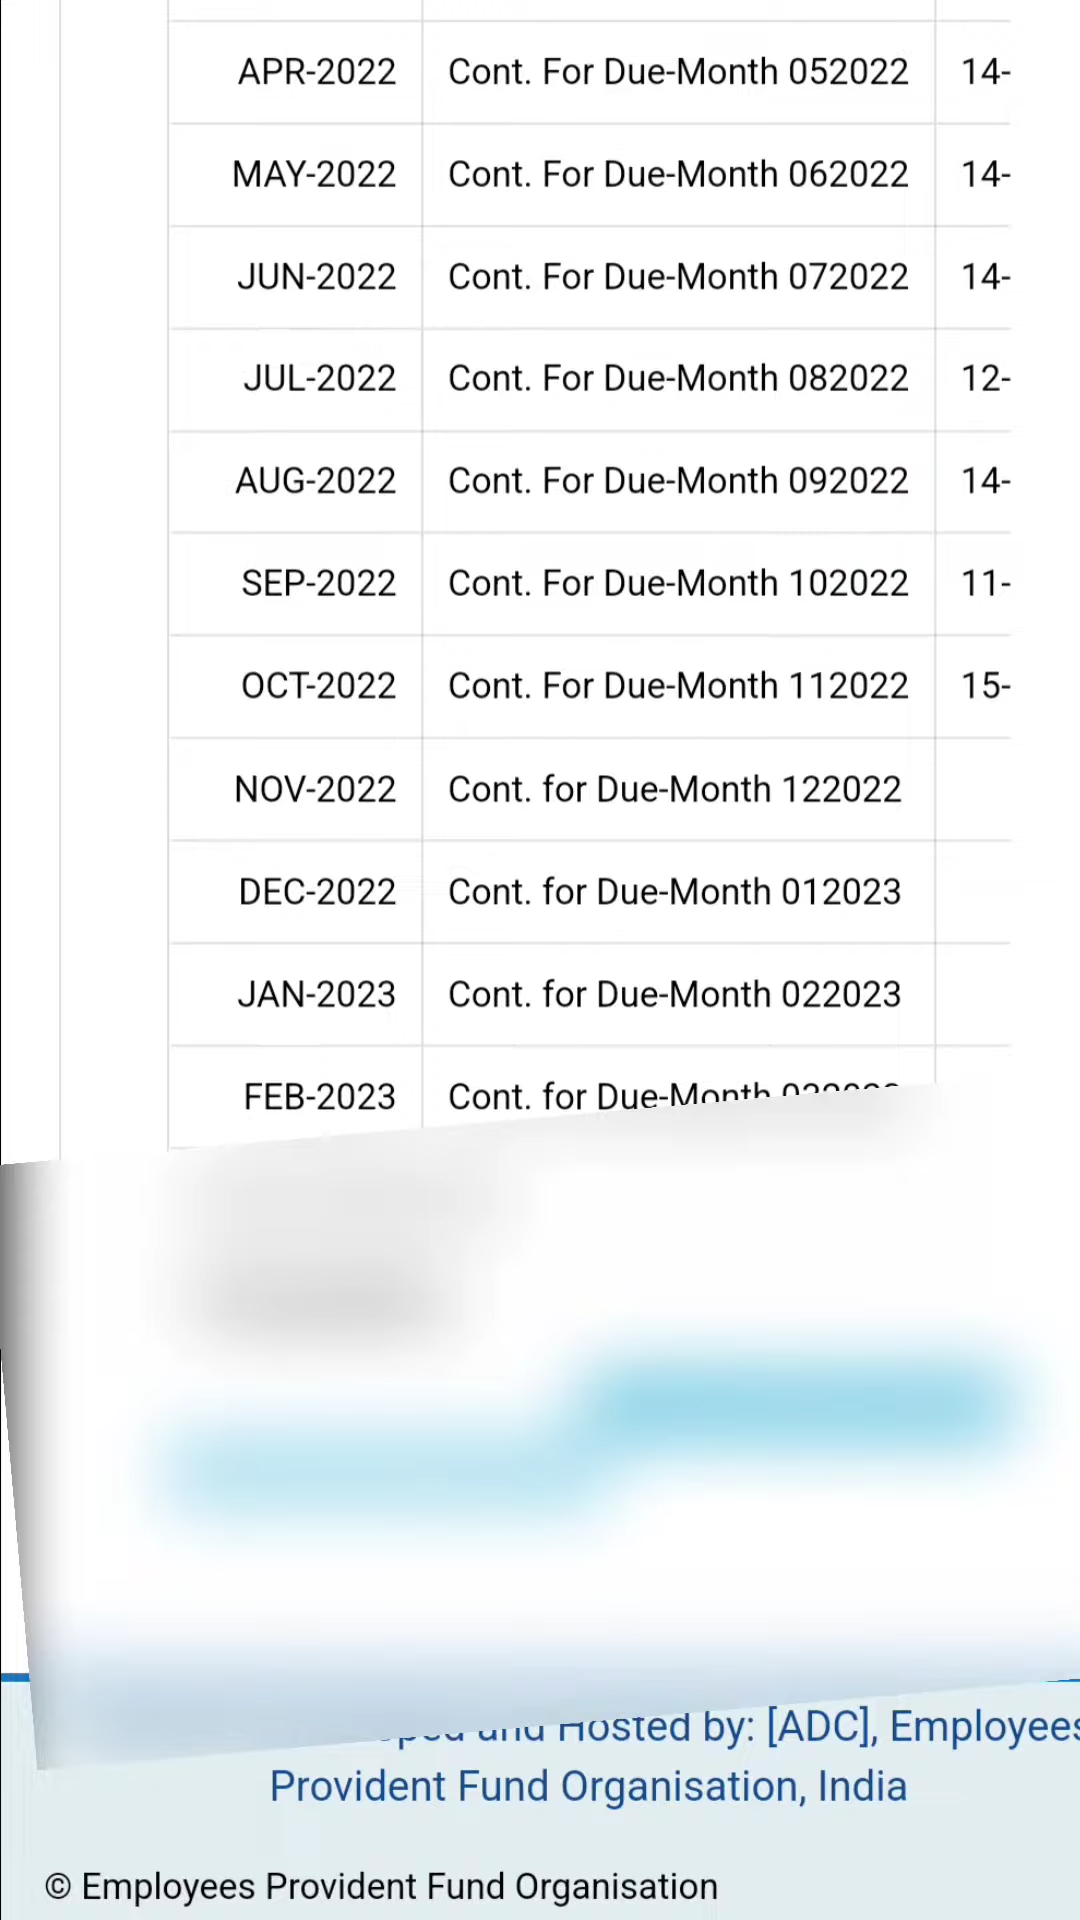 APR-2022 Cont. For Due-Month 052022 14-
MAY-2022 Cont. For Due-Month 062022 14-
JUN-2022 Cont. For Due-Month 072022 14-
JUL-2022 Cont. For Due-Month 082022 12-
AUG-2022 Cont. For Due-Month 092022 14-
SEP-2022 Cont. For Due-Month 102022 11-
OCT-2022 Cont. For Due-Month 112022 15-
NOV-2022 Cont. for Due-Month 122022
DEC-2022 Cont. for Due-Month 012023
JAN-2023 Cont. for Due-Month 022023
FEB-2023 Cont. for Due-Month
and Hosted by: [ADC], Employees
Provident Fund Organisation, India
© Employees Provident Fund Organisation